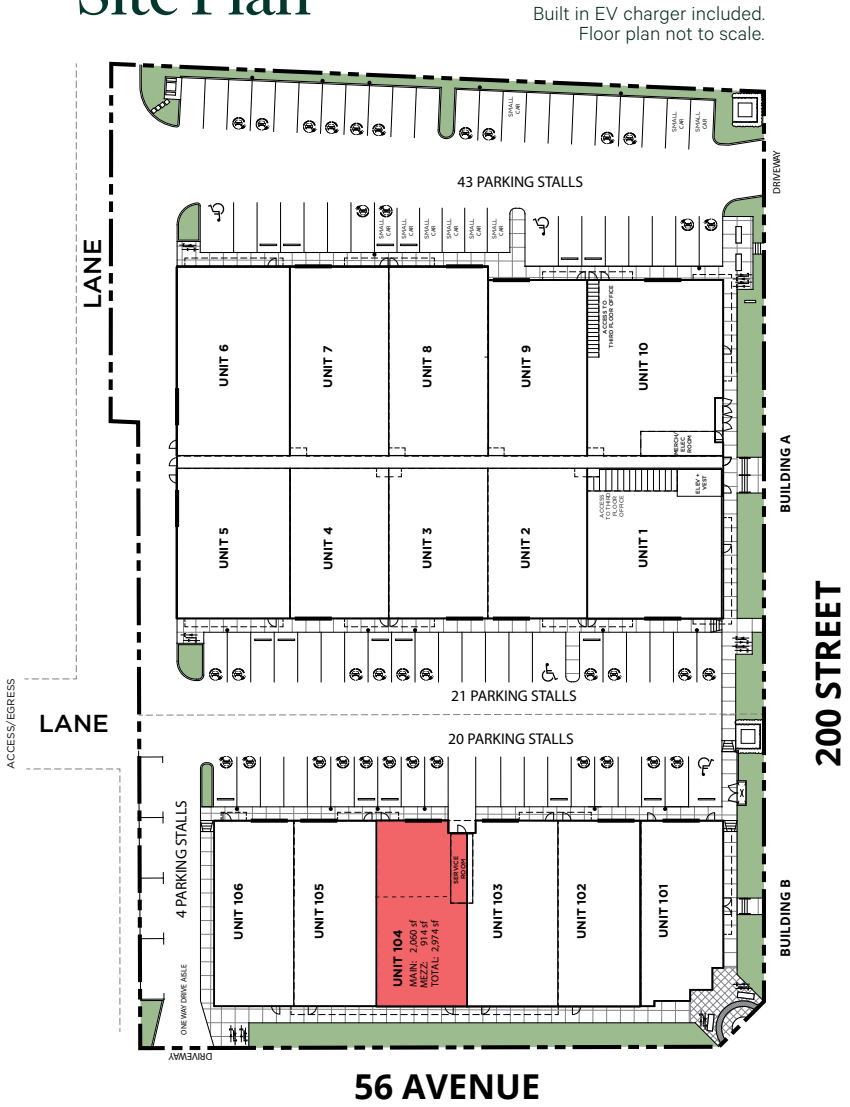 Site Plan
Built in EV charger included.
Floor plan not to scale.
SMALL
CAR
SMALL
CAR
SMALL
CAR
43 PARKING STALLS
DRIVEWAY
SMALL
CAR
SMALL
CAR
SMALL
CAR
SMALL
CAR
SMALL
CAR
SMALL
CAR
LANE
UNIT 6
UNIT 7
UNIT 8
UNIT 9
UNIT 10
ACCESS TO
THIRD FLOOR OFFICE
MERCH/
ELEC
ROOM
BUILDING A
UNIT 5
UNIT 4
UNIT 3
UNIT 2
UNIT 1
ACCESS
TO THIRD
FLOOR
OFFICE
ELEV +
VEST
200 STREET
ACCESS/EGRESS
LANE
21 PARKING STALLS
20 PARKING STALLS
4 PARKING STALLS
UNIT 106
UNIT 105
UNIT 104
MAIN: 2,060 sf
MEZZ: 914 sf
TOTAL: 2,974 sf
SERVICE
ROOM
UNIT 103
UNIT 102
UNIT 101
BUILDING B
ONE WAY DRIVE AISLE
DRIVEWAY
56 AVENUE